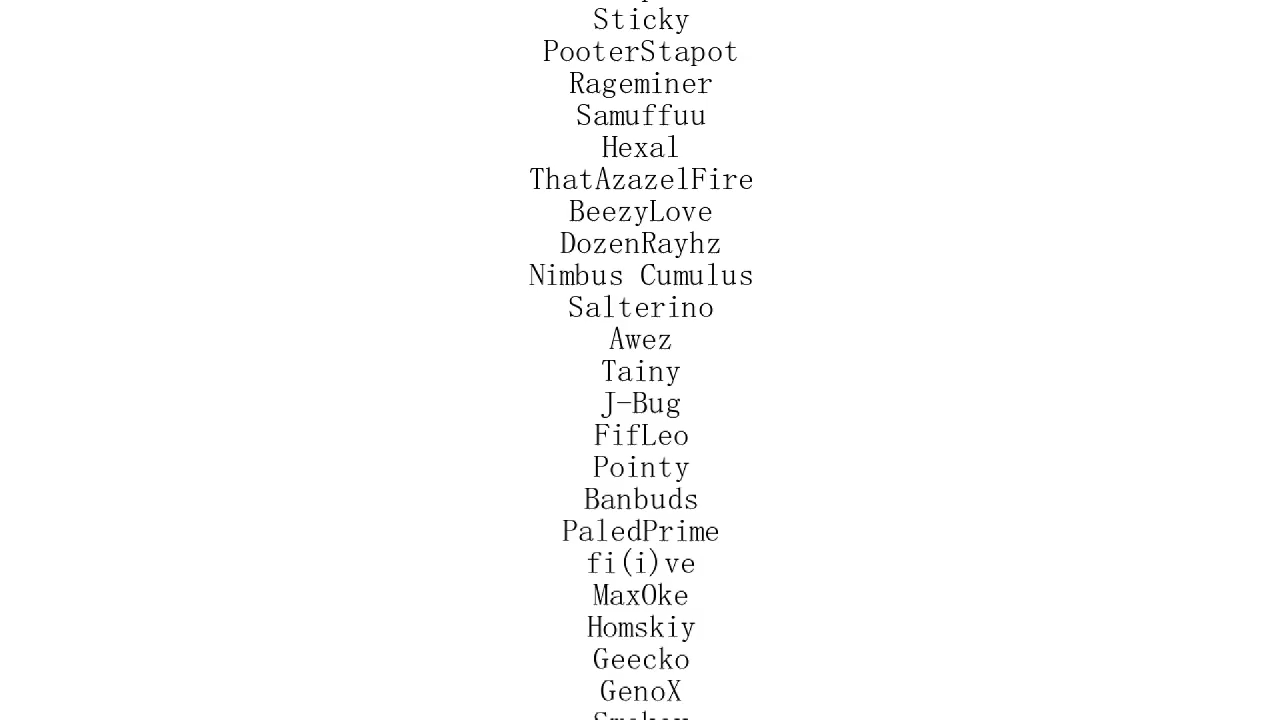 Sticky
PooterStapot
Rageminer
Samuffuu
Hexal
ThatAzazelFire
BeezyLove
DozenRayhz
Nimbus Cumulus
Salterino
Awez
Tainy
J-Bug
FifLeo
Pointy
Banbuds
PaledPrime
fi(i)ve
MaxOke
Homskiy
Geecko
GenoX